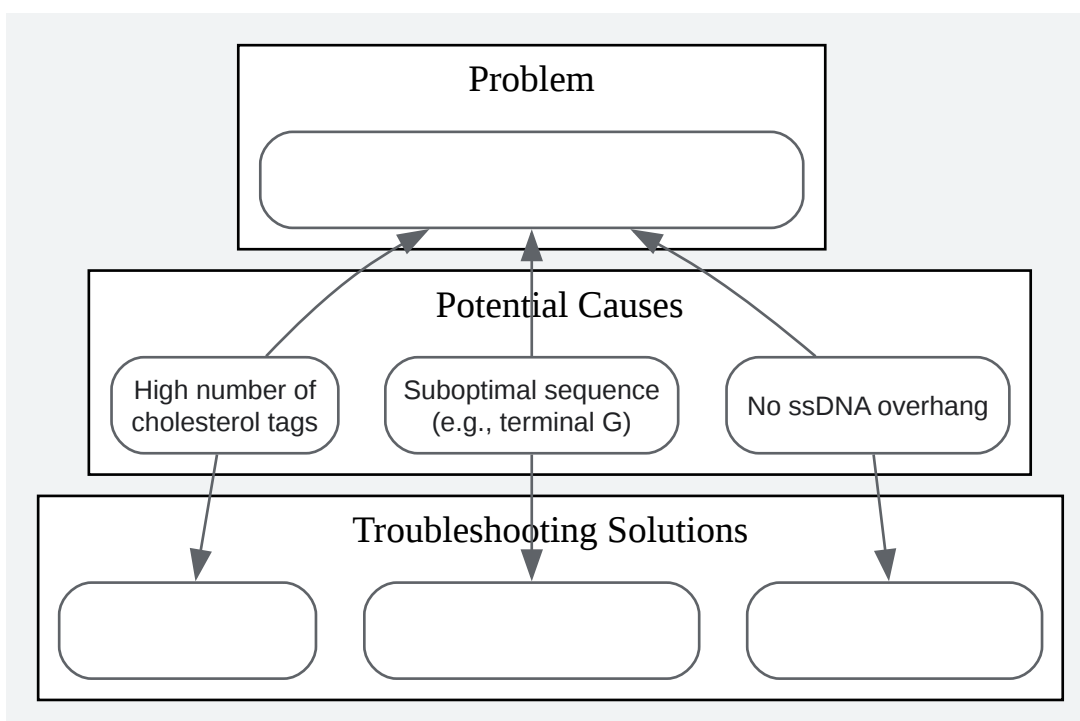 Problem
Potential Causes
High number of
cholesterol tags
Suboptimal sequence
(e.g., terminal G)
No ssDNA overhang
Troubleshooting Solutions